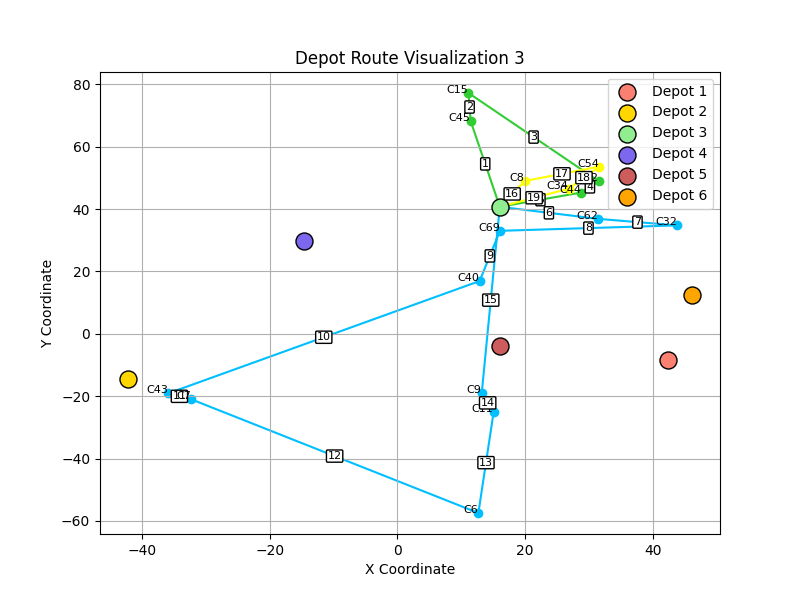 Depot Route Visualization 3
80
60
40
20
0
−20
−40
−60
−40
−20
0
20
40
X Coordinate
Y Coordinate
Depot 1
Depot 2
Depot 3
Depot 4
Depot 5
Depot 6
C15
2
C45
3
1
C54
17
C8
18
C34
4
C44
16
19
6
C62
7
C32
C69
8
9
C40
15
10
C43
C9
14
C11
12
13
C6